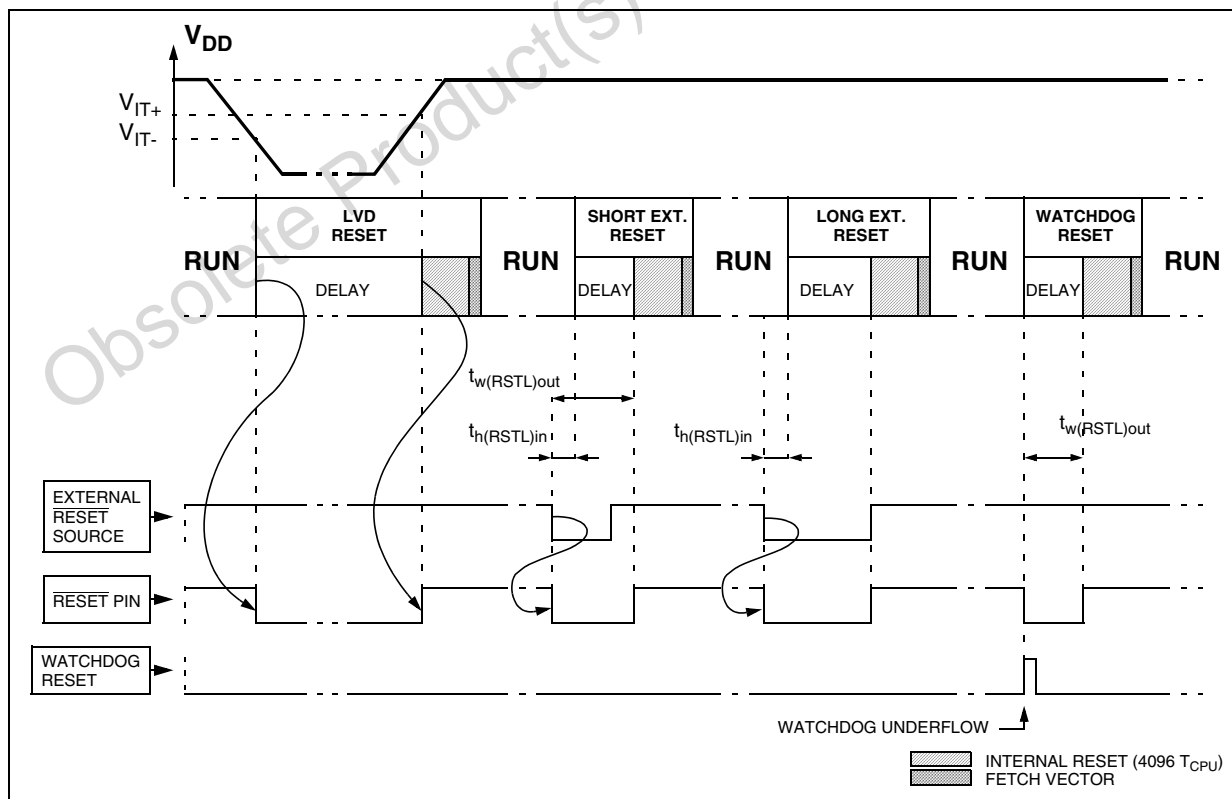 Obsolete Product(s)
VDD
VIT+
VIT-
LVD
RESET
SHORT EXT.
RESET
LONG EXT.
RESET
WATCHDOG
RESET
RUN
RUN
RUN
RUN
RUN
DELAY
DELAY
DELAY
DELAY
tw(RSTL)out
th(RSTL)in
th(RSTL)in
tw(RSTL)out
EXTERNAL
RESET
SOURCE
RESET PIN
WATCHDOG
RESET
WATCHDOG UNDERFLOW
INTERNAL RESET (4096 TCPU)
FETCH VECTOR